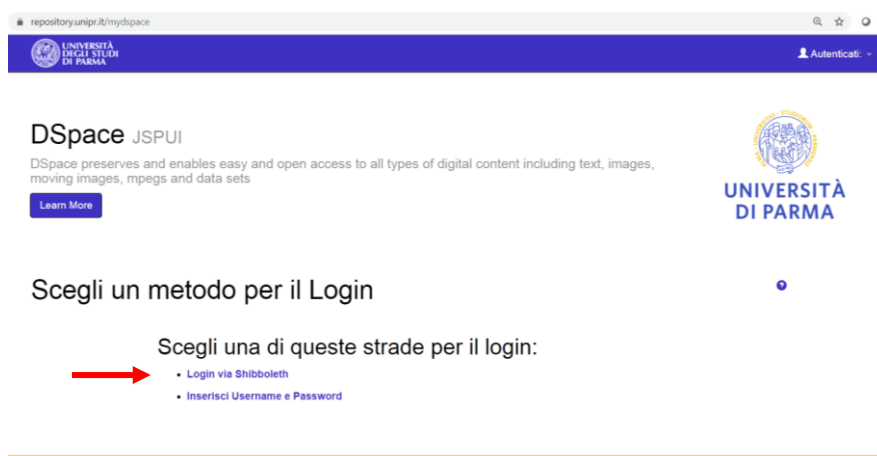 repository.unipr.it/mydspace
UNIVERSITÀ
DEGLI STUDI
DI PARMA
Autenticati:
DSpace JSPUI
DSpace preserves and enables easy and open access to all types of digital content including text, images,
moving images, mpegs and data sets
Learn More
UNIVERSITÀ
DI PARMA
Scegli un metodo per il Login
Scegli una di queste strade per il login:
Login via Shibboleth
Inserisci Username e Password